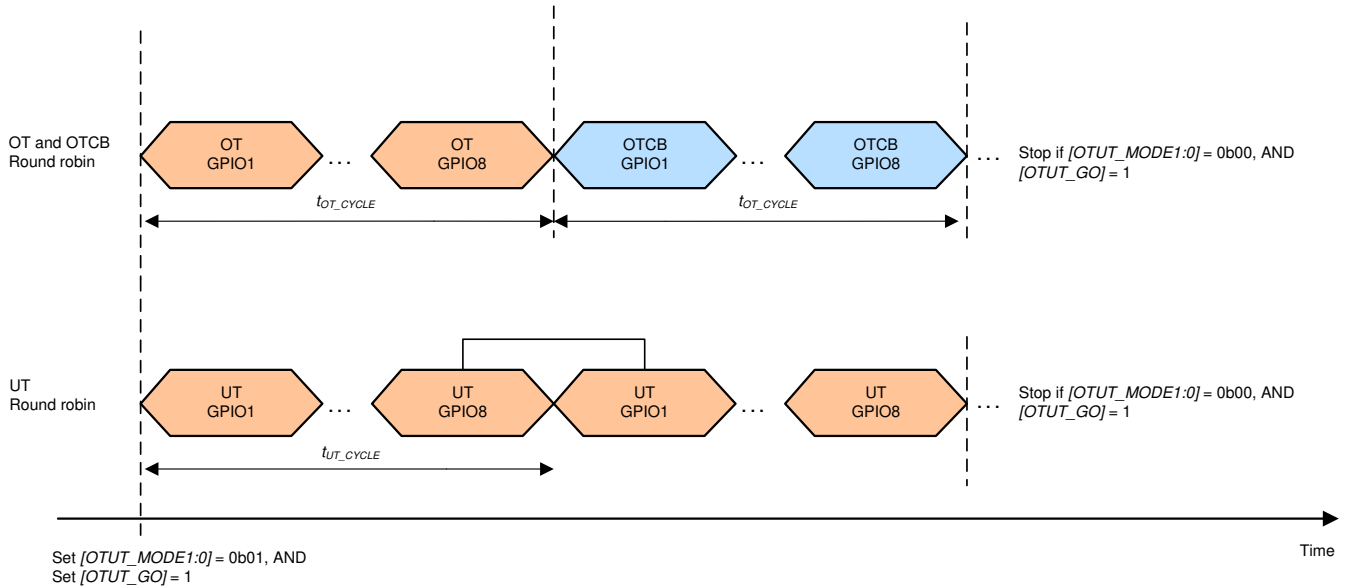 OT and OTCB
Round robin
OT
GPIO1
...
OT
GPIO8
OTCB
GPIO1
...
OTCB
GPIO8
...
Stop if [OTUT_MODE1:0] = 0b00, AND
[OTUT_GO] = 1
tOT_CYCLE
tOT_CYCLE
UT
Round robin
UT
GPIO1
...
UT
GPIO8
UT
GPIO1
...
UT
GPIO8
...
Stop if [OTUT_MODE1:0] = 0b00, AND
[OTUT_GO] = 1
tUT_CYCLE
Time
Set [OTUT_MODE1:0] = 0b01, AND
Set [OTUT_GO] = 1